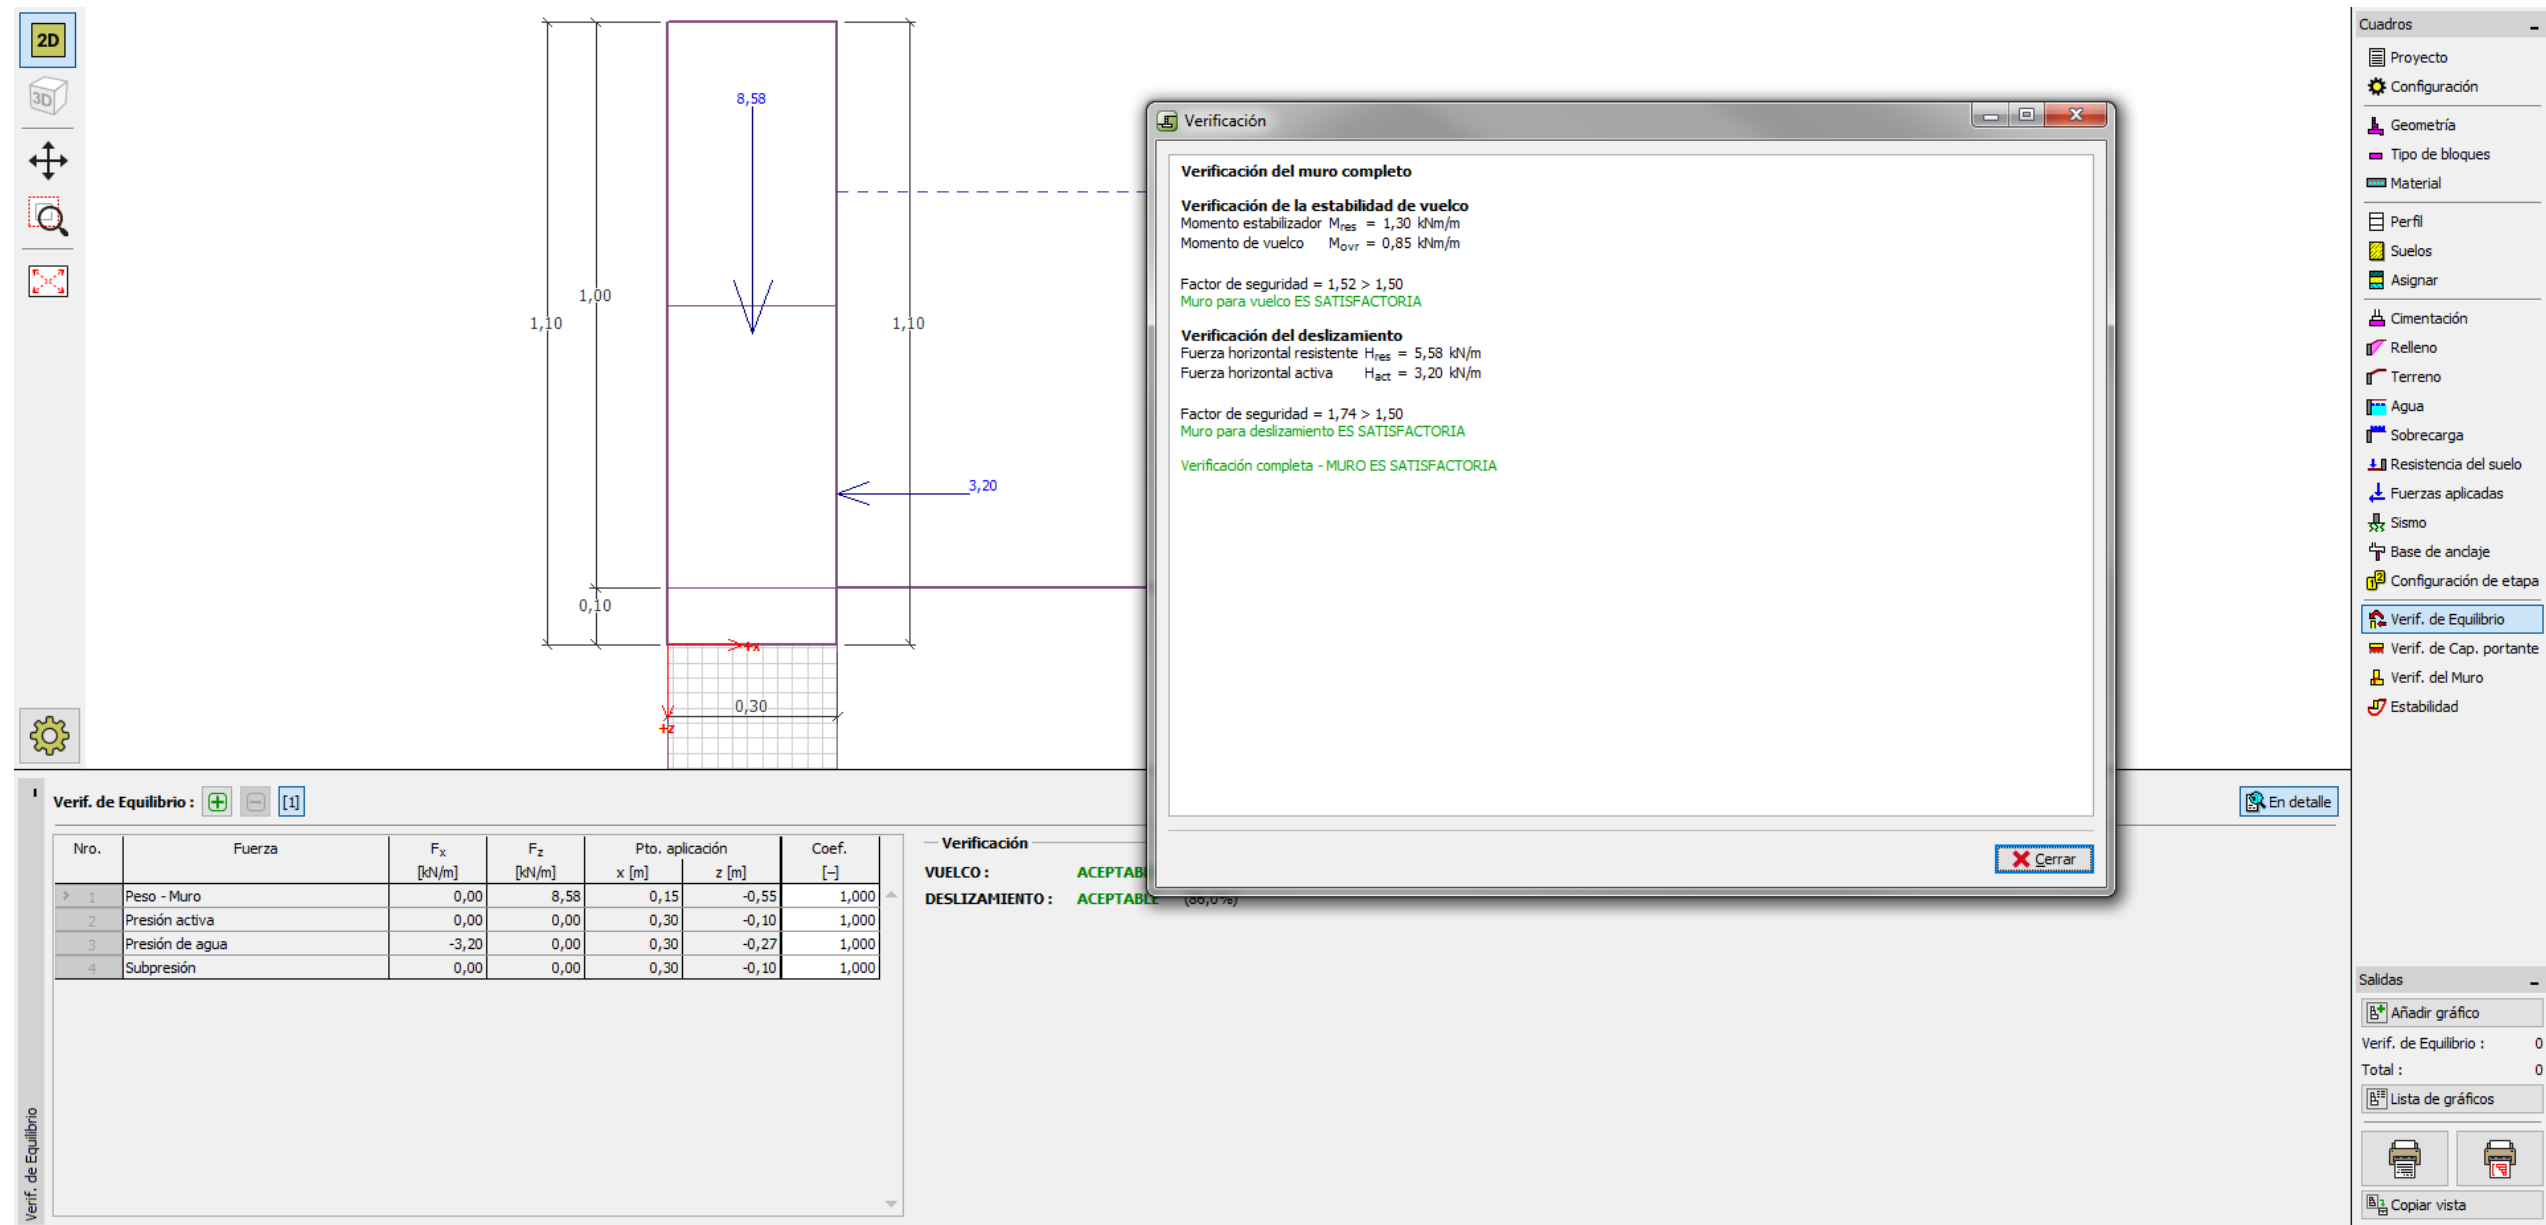 2D
3D
8,58
1,00
1,10
1,10
3,20
0,10
+x
0,30
+z
Verificación
Verificación del muro completo
Verificación de la estabilidad de vuelco
Momento estabilizador Mres = 1,30 kNm/m
Momento de vuelco Movr = 0,85 kNm/m
Factor de seguridad = 1,52 > 1,50
Muro para vuelco ES SATISFACTORIA
Verificación del deslizamiento
Fuerza horizontal resistente Hres = 5,58 kN/m
Fuerza horizontal activa Hact = 3,20 kN/m
Factor de seguridad = 1,74 > 1,50
Muro para deslizamiento ES SATISFACTORIA
Verificación completa - MURO ES SATISFACTORIA
Cerrar
Cuadros
Proyecto
Configuración
Geometría
Tipo de bloques
Material
Perfil
Suelos
Asignar
Cimentación
Relleno
Terreno
Agua
Sobrecarga
Resistencia del suelo
Fuerzas aplicadas
Sismo
Base de anclaje
Configuración de etapa
Verif. de Equilibrio
Verif. de Cap. portante
Verif. del Muro
Estabilidad
Verif. de Equilibrio : [1]
En detalle
Nro. Fuerza Fx Fz Pto. aplicación Coef.
[kN/m] [kN/m] x [m] z [m] [–]
1 Peso - Muro 0,00 8,58 0,15 -0,55 1,000
2 Presión activa 0,00 0,00 0,30 -0,10 1,000
3 Presión de agua -3,20 0,00 0,30 -0,27 1,000
4 Subpresión 0,00 0,00 0,30 -0,10 1,000
Verificación
VUELCO : ACEPTAB
DESLIZAMIENTO : ACEPTABLE (86,0%)
Verif. de Equilibrio
Salidas
Añadir gráfico
Verif. de Equilibrio : 0
Total : 0
Lista de gráficos
Copiar vista